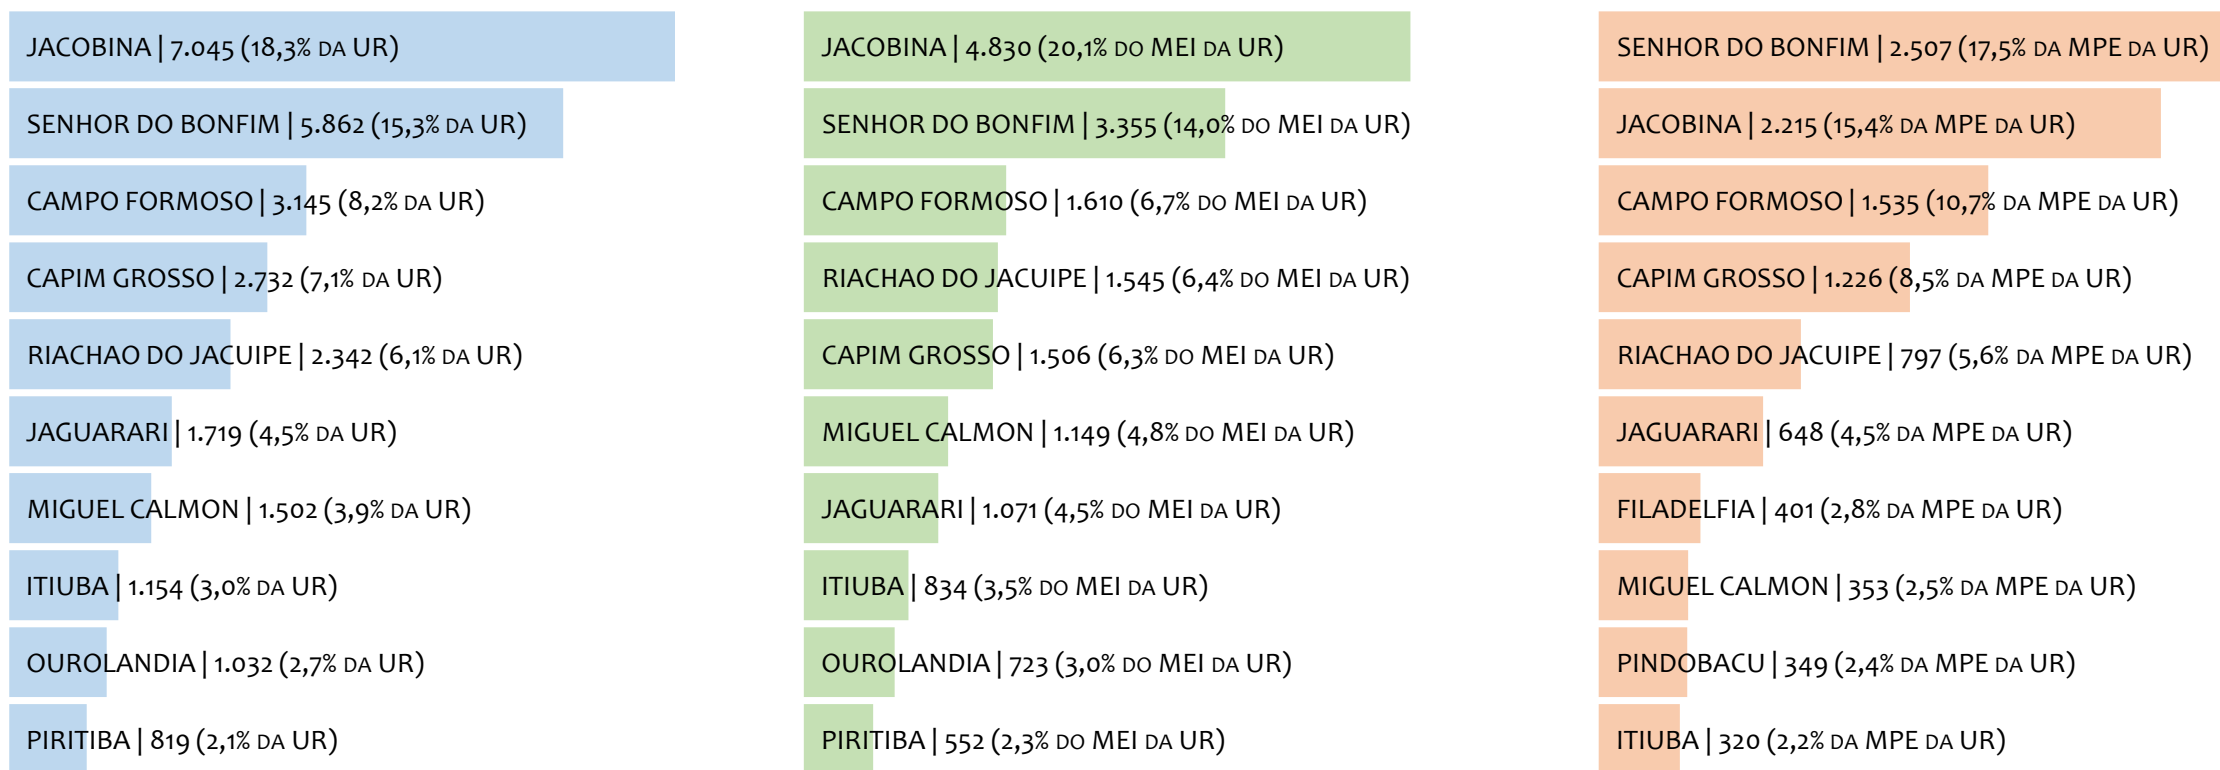 JACOBINA | 7.045 (18,3% DA UR)
SENHOR DO BONFIM | 5.862 (15,3% DA UR)
CAMPO FORMOSO | 3.145 (8,2% DA UR)
CAPIM GROSSO | 2.732 (7,1% DA UR)
RIACHAO DO JACUIPE | 2.342 (6,1% DA UR)
JAGUARARI | 1.719 (4,5% DA UR)
MIGUEL CALMON | 1.502 (3,9% DA UR)
ITIUBA | 1.154 (3,0% DA UR)
OUROLANDIA | 1.032 (2,7% DA UR)
PIRITIBA | 819 (2,1% DA UR)
JACOBINA | 4.830 (20,1% DO MEI DA UR)
SENHOR DO BONFIM | 3.355 (14,0% DO MEI DA UR)
CAMPO FORMOSO | 1.610 (6,7% DO MEI DA UR)
RIACHAO DO JACUIPE | 1.545 (6,4% DO MEI DA UR)
CAPIM GROSSO | 1.506 (6,3% DO MEI DA UR)
MIGUEL CALMON | 1.149 (4,8% DO MEI DA UR)
JAGUARARI | 1.071 (4,5% DO MEI DA UR)
ITIUBA | 834 (3,5% DO MEI DA UR)
OUROLANDIA | 723 (3,0% DO MEI DA UR)
PIRITIBA | 552 (2,3% DO MEI DA UR)
SENHOR DO BONFIM | 2.507 (17,5% DA MPE DA UR)
JACOBINA | 2.215 (15,4% DA MPE DA UR)
CAMPO FORMOSO | 1.535 (10,7% DA MPE DA UR)
CAPIM GROSSO | 1.226 (8,5% DA MPE DA UR)
RIACHAO DO JACUIPE | 797 (5,6% DA MPE DA UR)
JAGUARARI | 648 (4,5% DA MPE DA UR)
FILADELFIA | 401 (2,8% DA MPE DA UR)
MIGUEL CALMON | 353 (2,5% DA MPE DA UR)
PINDOBACU | 349 (2,4% DA MPE DA UR)
ITIUBA | 320 (2,2% DA MPE DA UR)